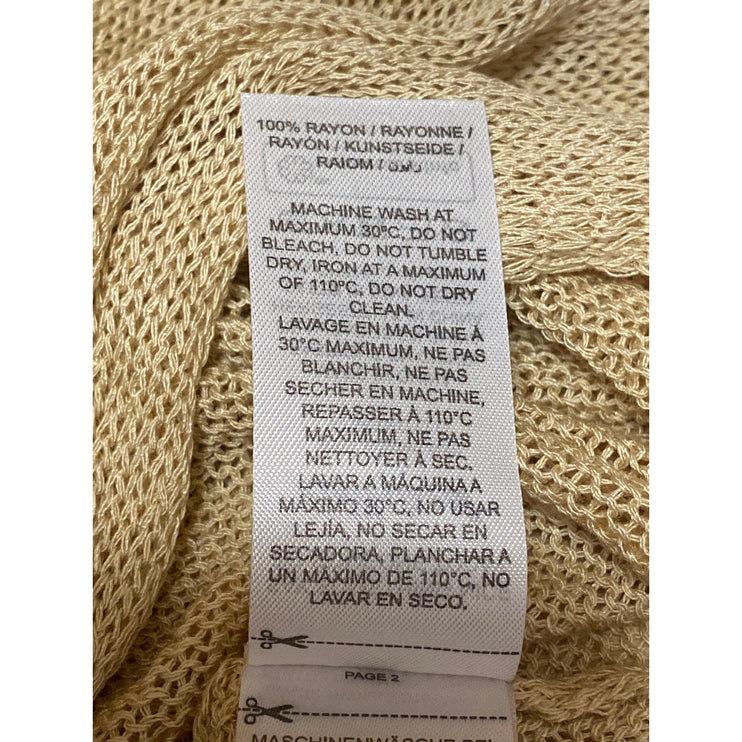 100% RAYON / RAYONNE /
RAYÓN / KUNSTSEIDE /
RAIOM / رايون
MACHINE WASH AT
MAXIMUM 30°C, DO NOT
BLEACH, DO NOT TUMBLE
DRY, IRON AT A MAXIMUM
OF 110°C, DO NOT DRY
CLEAN.
LAVAGE EN MACHINE À
30°C MAXIMUM, NE PAS
BLANCHIR, NE PAS
SECHER EN MACHINE,
REPASSER À 110°C
MAXIMUM, NE PAS
NETTOYER À SEC.
LAVAR A MÁQUINA A
MÁXIMO 30°C, NO USAR
LEJÍA, NO SECAR EN
SECADORA, PLANCHAR A
UN MÁXIMO DE 110°C, NO
LAVAR EN SECO.
PAGE 2
MASCHINENWÄSCHE BEI